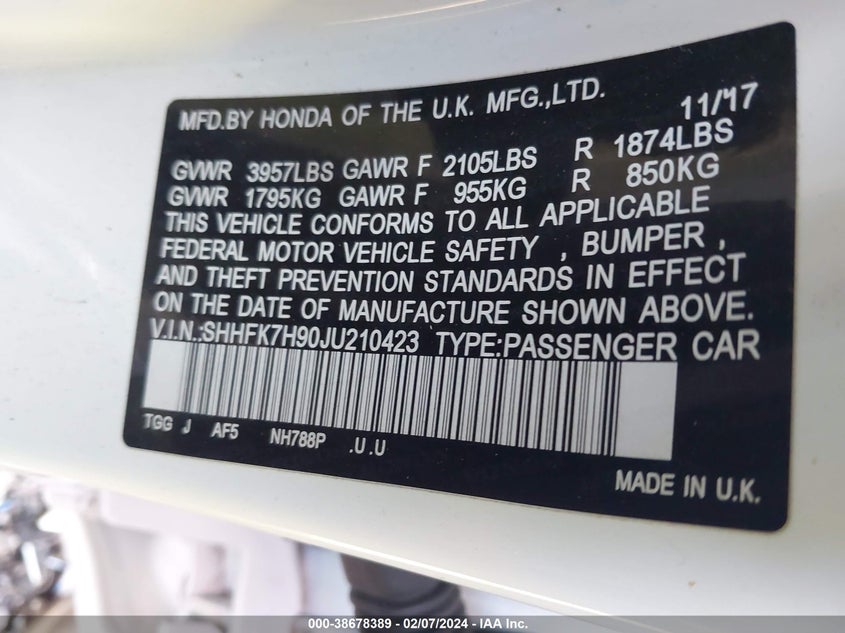 MFD.BY HONDA OF THE U.K. MFG.,LTD. 11/17
GVWR 3957LBS GAWR F 2105LBS R 1874LBS
GVWR 1795KG GAWR F 955KG R 850KG
THIS VEHICLE CONFORMS TO ALL APPLICABLE
FEDERAL MOTOR VEHICLE SAFETY , BUMPER ,
AND THEFT PREVENTION STANDARDS IN EFFECT
ON THE DATE OF MANUFACTURE SHOWN ABOVE.
V.I.N.:SHHFK7H90JU210423 TYPE:PASSENGER CAR
TGG J AF5 NH788P .U.U
MADE IN U.K.
000-38678389 - 02/07/2024 - IAA Inc.